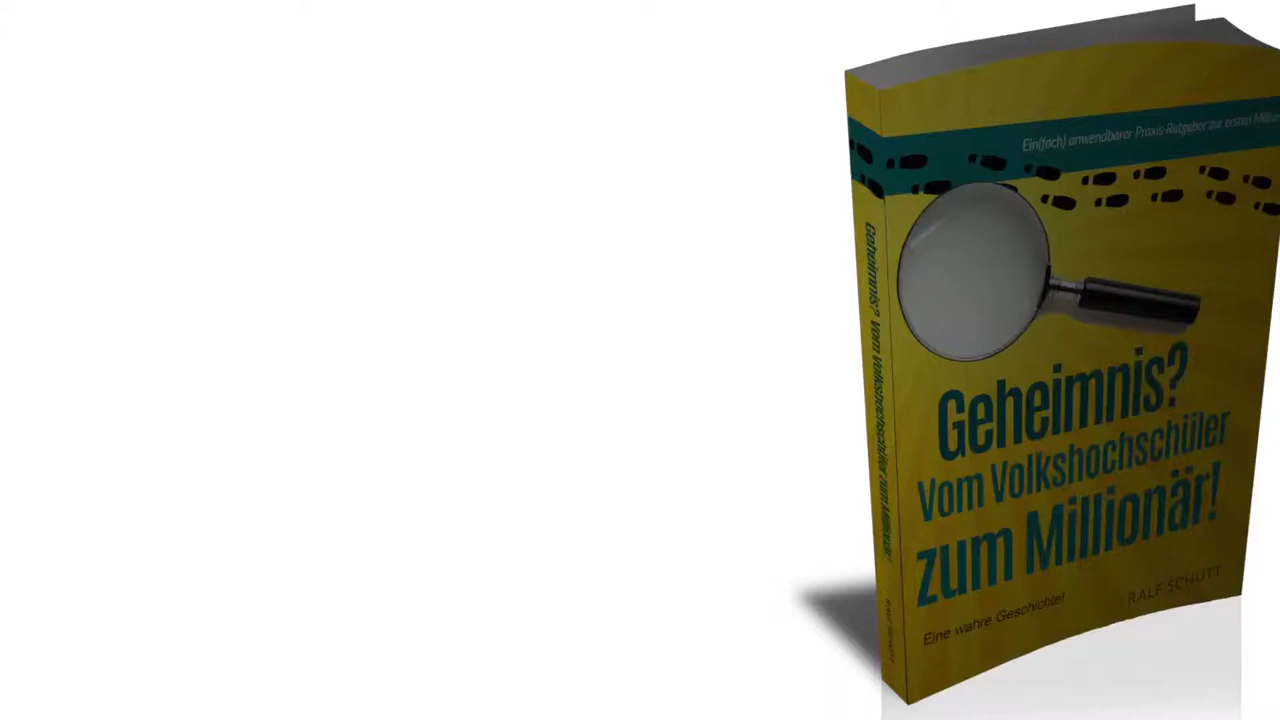 Ein(fach) anwendbarer Praxis-Ratgeber zur ersten Million
Geheimnis?
Vom Volkshochschüler
zum Millionär!
Eine wahre Geschichte!
RALF SCHÜTT
Geheimnis? Vom Volkshochschüler zum Millionär!